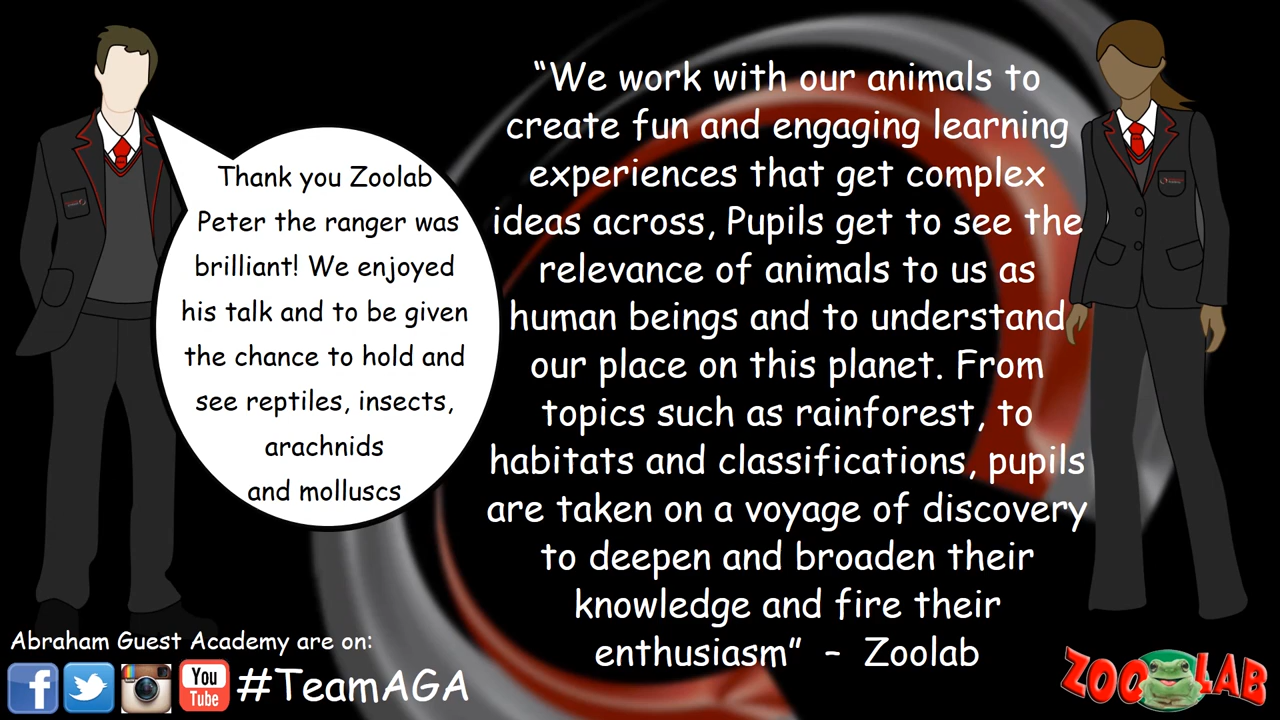 Thank you Zoolab
Peter the ranger was
brilliant! We enjoyed
his talk and to be given
the chance to hold and
see reptiles, insects,
arachnids
and molluscs
“We work with our animals to
create fun and engaging learning
experiences that get complex
ideas across, Pupils get to see the
relevance of animals to us as
human beings and to understand
our place on this planet. From
topics such as rainforest, to
habitats and classifications, pupils
are taken on a voyage of discovery
to deepen and broaden their
knowledge and fire their
enthusiasm” – Zoolab
Abraham Guest Academy are on:
f
You
Tube
#TeamAGA
ZOOLAB